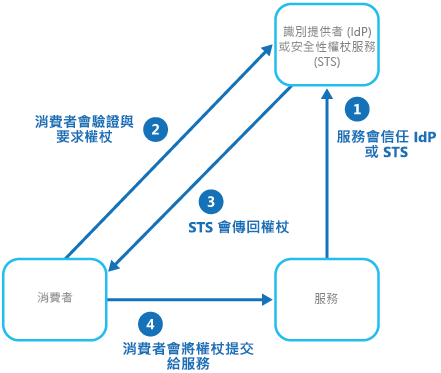 識別提供者 (IdP)
或安全性權杖服務
(STS)
1
服務會信任 IdP
或 STS
2
消費者會驗證與
要求權杖
3
STS 會傳回權杖
消費者
服務
4
消費者會將權杖提交
給服務